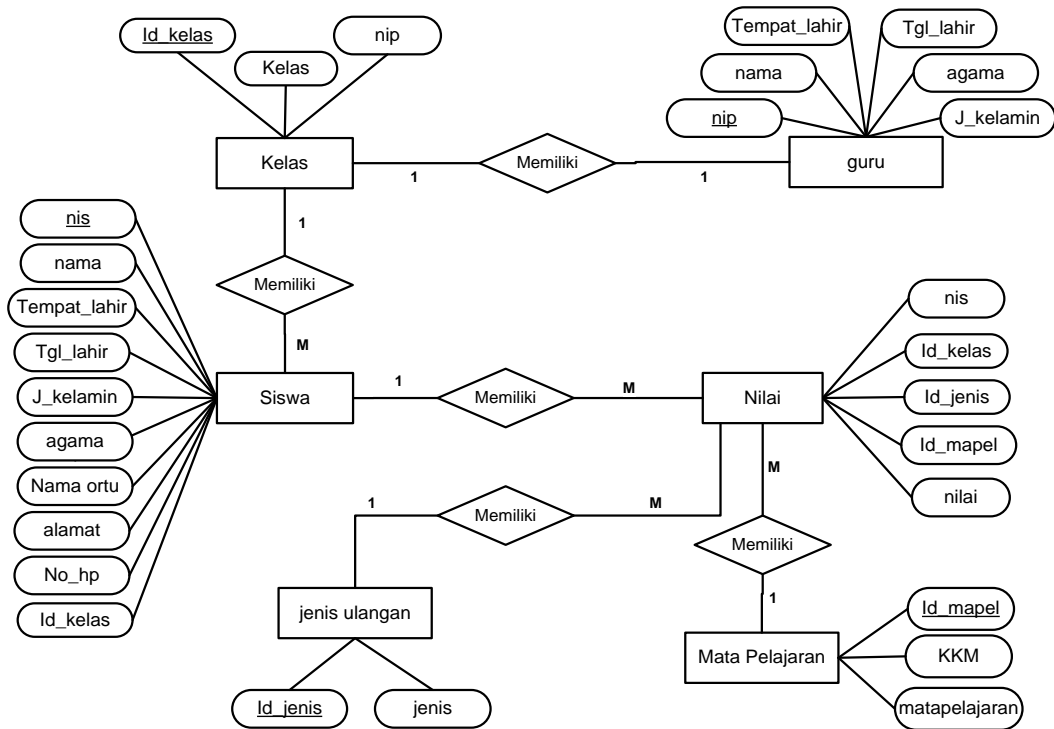 Id_kelas
Kelas
nip
Tempat_lahir
Tgl_lahir
nama
agama
nip
J_kelamin
Kelas
1
Memiliki
1
guru
1
Memiliki
M
nis
nama
Tempat_lahir
Tgl_lahir
J_kelamin
agama
Nama ortu
alamat
No_hp
Id_kelas
Siswa
1
Memiliki
M
Nilai
nis
Id_kelas
Id_jenis
Id_mapel
nilai
1
Memiliki
M
M
Memiliki
1
jenis ulangan
Id_jenis
jenis
Mata Pelajaran
Id_mapel
KKM
matapelajaran